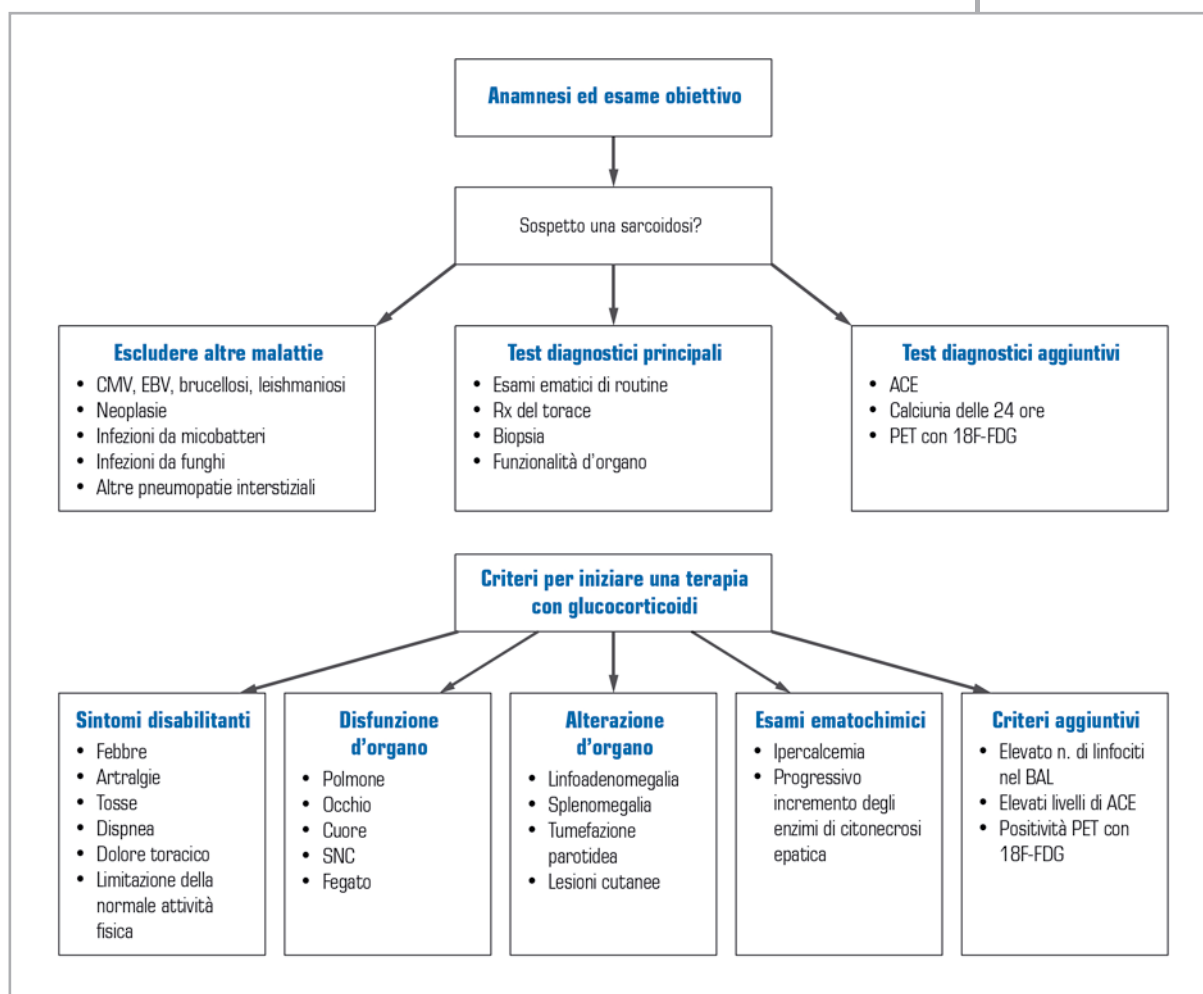 Anamnesi ed esame obiettivo
Sospetto una sarcoidosi?
Escludere altre malattie
• CMV, EBV, brucellosi, leishmaniosi
• Neoplasie
• Infezioni da micobatteri
• Infezioni da funghi
• Altre pneumopatie interstiziali
Test diagnostici principali
• Esami ematici di routine
• Rx del torace
• Biopsia
• Funzionalità d'organo
Test diagnostici aggiuntivi
• ACE
• Calciuria delle 24 ore
• PET con 18F-FDG
Criteri per iniziare una terapia
con glucocorticoidi
Sintomi disabilitanti
• Febbre
• Artralgie
• Tosse
• Dispnea
• Dolore toracico
• Limitazione della
normale attività
fisica
Disfunzione
d'organo
• Polmone
• Occhio
• Cuore
• SNC
• Fegato
Alterazione
d'organo
• Linfoadenomegalia
• Splenomegalia
• Tumefazione
parotidea
• Lesioni cutanee
Esami ematochimici
• Ipercalcemia
• Progressivo
incremento degli
enzimi di citonecrosi
epatica
Criteri aggiuntivi
• Elevato n. di linfociti
nel BAL
• Elevati livelli di ACE
• Positività PET con
18F-FDG